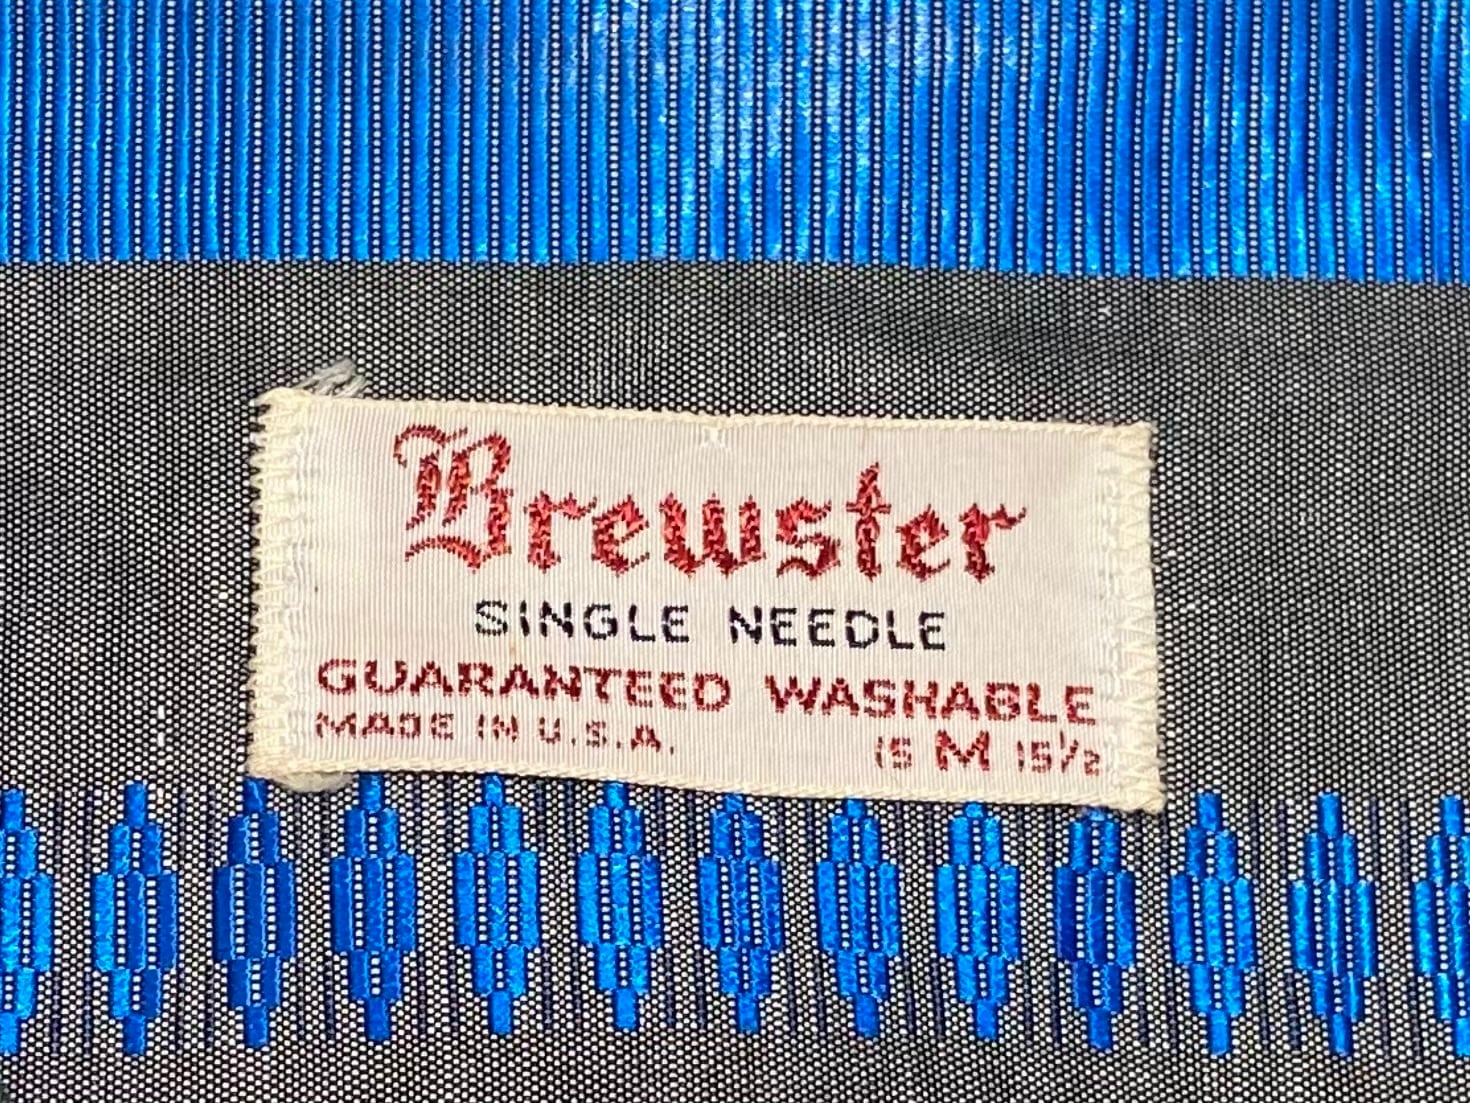 Brewster
SINGLE NEEDLE
GUARANTEED WASHABLE
MADE IN U.S.A. 15 M 15½